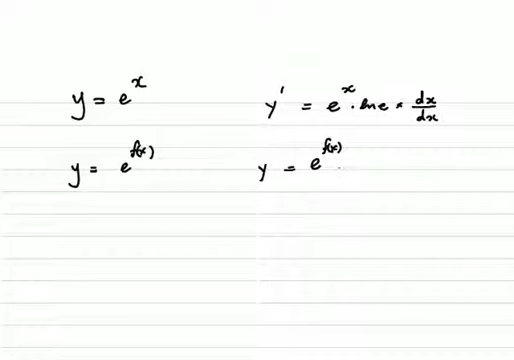 y = e^x y' = e^x · ln e × dx/dx
y = e^f(x) y = e^f(x) ·